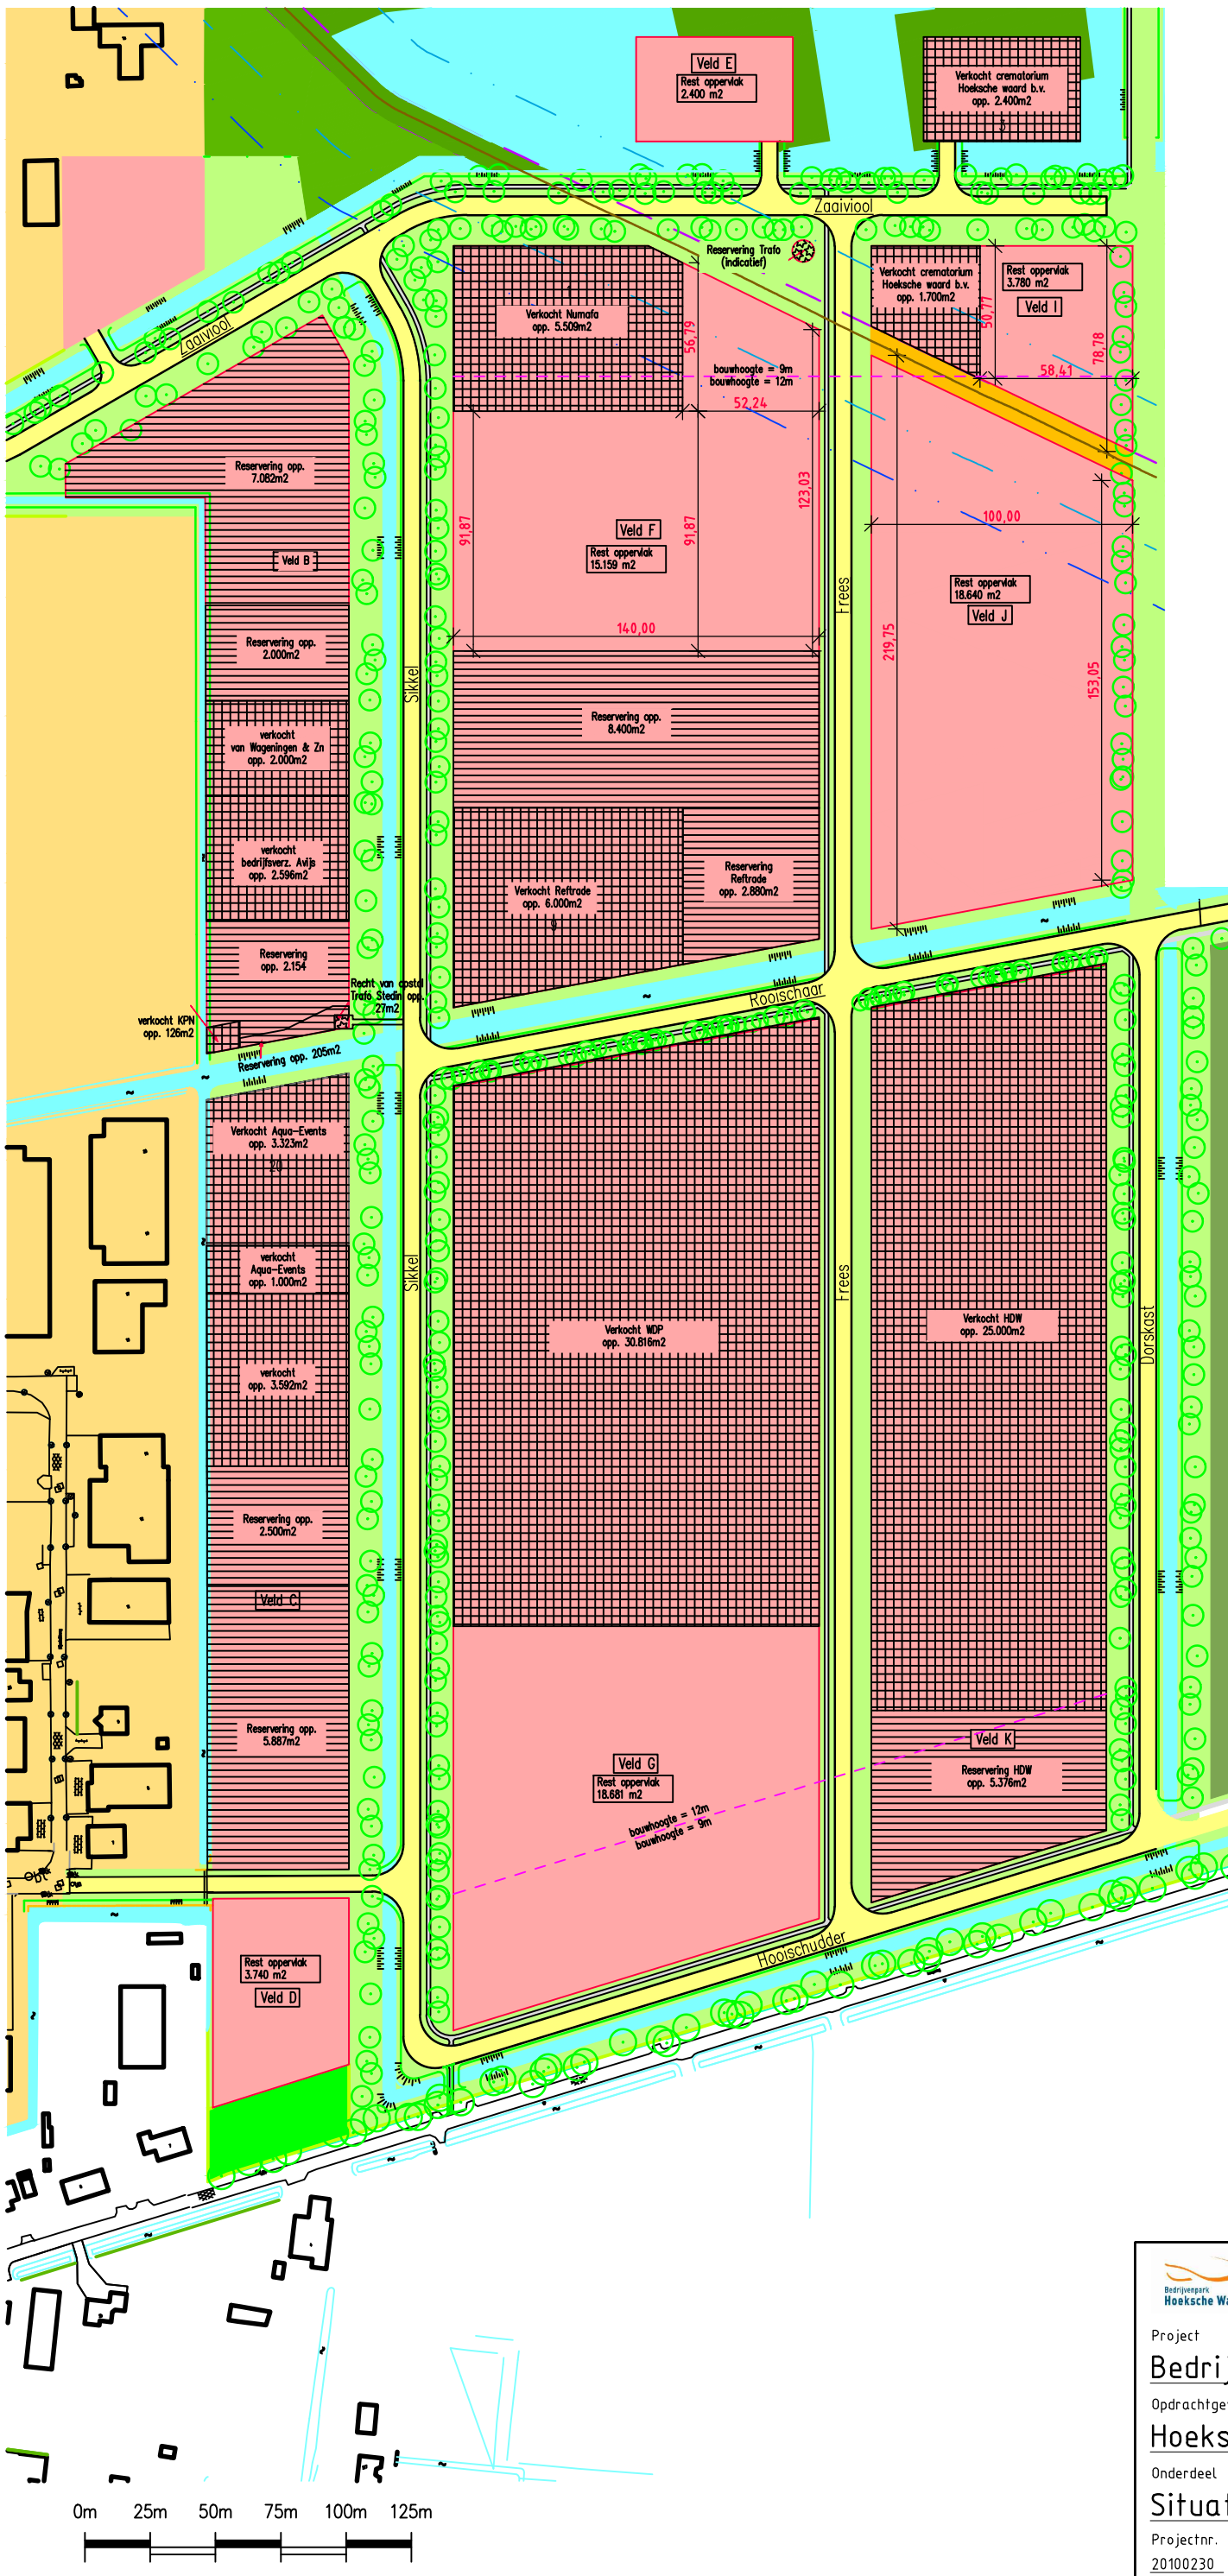 Veld E
Rest oppervlak
2.400 m2
Verkocht crematorium
Hoeksche waard b.v.
opp. 2.400m2
3
Zaaiviool
Reservering Trafo
(indicatief)
Verkocht crematorium
Hoeksche waard b.v.
opp. 1.700m2
Rest oppervlak
3.780 m2
Veld I
50,77
78,78
58,41
Verkocht Numafa
opp. 5.509m2
56,79
bouwhoogte = 9m
bouwhoogte = 12m
52,24
Zaaiviool
Reservering opp.
7.082m2
Veld B
91,87
91,87
123,03
Veld F
Rest oppervlak
15.159 m2
100,00
Rest oppervlak
18.640 m2
Veld J
Frees
219,75
153,05
140,00
Reservering opp.
2.000m2
Sikkel
Reservering opp.
8.400m2
verkocht
van Wageningen & Zn
opp. 2.000m2
verkocht
bedrijfsverz. Avijs
opp. 2.596m2
Verkocht Reftrade
opp. 6.000m2
9
Reservering
Reftrade
opp. 2.880m2
Reservering
opp. 2.154
Recht van opstal
Trafo Stedin opp.
27m2
verkocht KPN
opp. 126m2
Reservering opp. 205m2
Rooischaar
Verkocht Aqua-Events
opp. 3.323m2
20
verkocht
Aqua-Events
opp. 1.000m2
Sikkel
Frees
Dorskast
verkocht
opp. 3.592m2
Verkocht WDP
opp. 30.816m2
Verkocht HDW
opp. 25.000m2
Reservering opp.
2.500m2
Veld C
Reservering opp.
5.887m2
Veld G
Rest oppervlak
18.681 m2
bouwhoogte = 12m
bouwhoogte = 9m
Veld K
Reservering HDW
opp. 5.376m2
Hooischudder
Rest oppervlak
3.740 m2
Veld D
Bedrijvenpark
Hoeksche Wa
Project
Bedrij
Opdrachtge
Hoeks
Onderdeel
Situat
Projectnr.
20100230
0m 25m 50m 75m 100m 125m